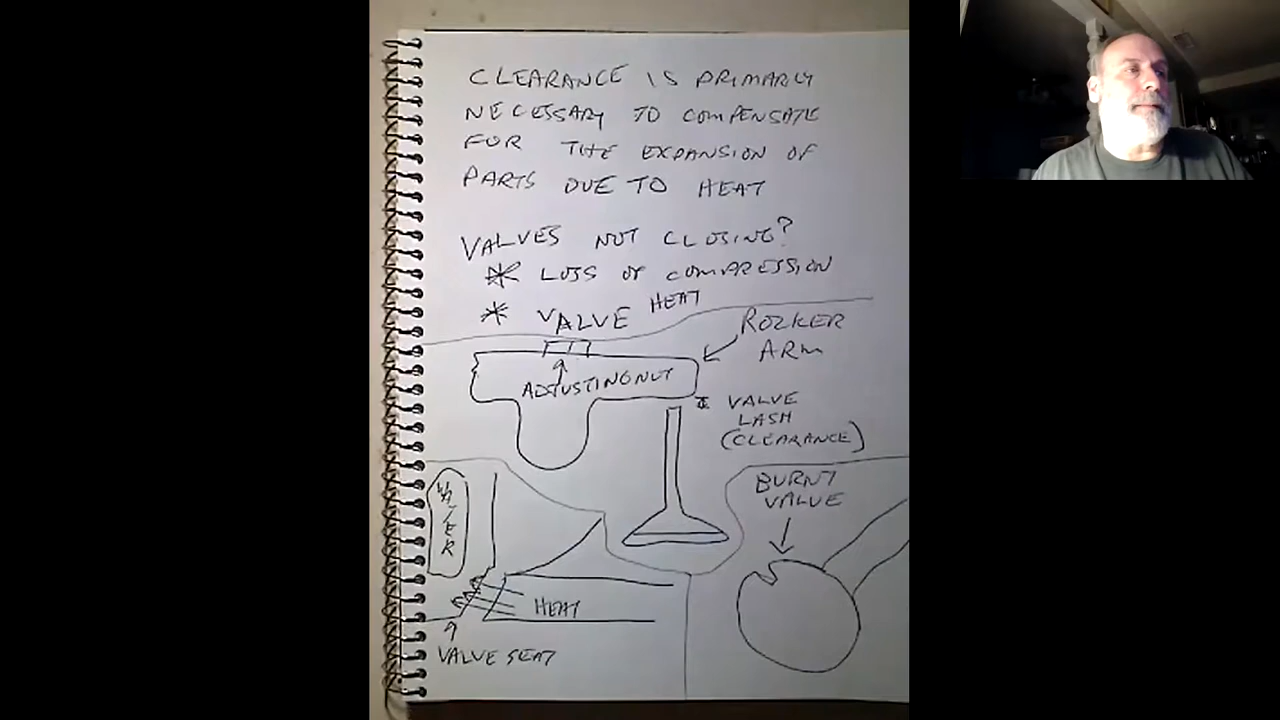 CLEARANCE IS PRIMARLY
NECESSARY TO COMPENSATE
FOR THE EXPANSION OF
PARTS DUE TO HEAT
VALVES NOT CLOSING?
* LOSS OF COMPRESSION
* VALVE HEAT
ROCKER
ARM
ADJUSTING NUT
VALVE
LASH
(CLEARANCE)
BURNT
VALVE
WATER
HEAT
VALVE SEAT